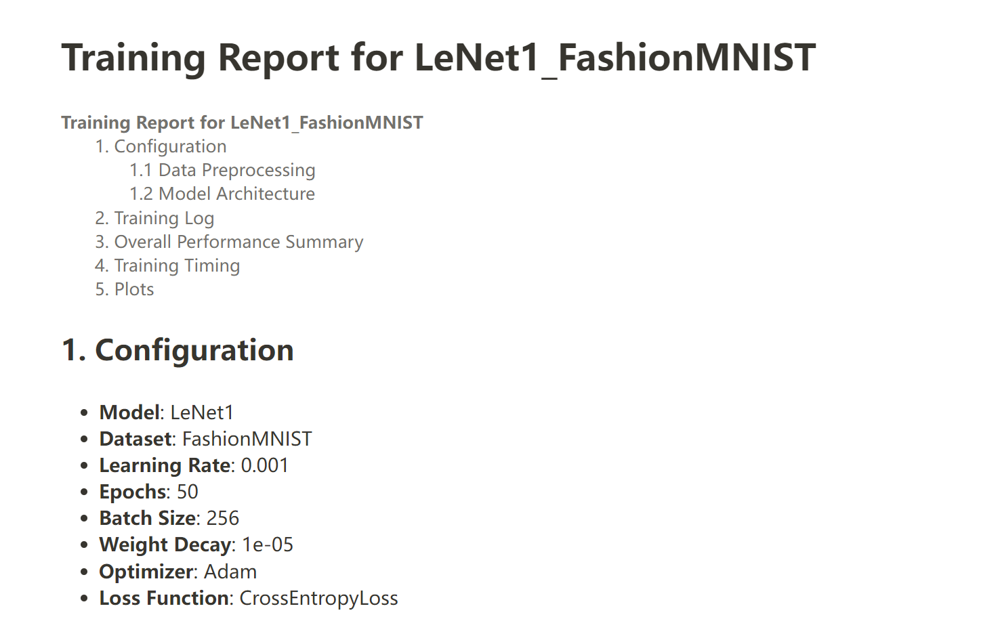 Training Report for LeNet1_FashionMNIST
Training Report for LeNet1_FashionMNIST
1. Configuration
1.1 Data Preprocessing
1.2 Model Architecture
2. Training Log
3. Overall Performance Summary
4. Training Timing
5. Plots
1. Configuration
• Model: LeNet1
• Dataset: FashionMNIST
• Learning Rate: 0.001
• Epochs: 50
• Batch Size: 256
• Weight Decay: 1e-05
• Optimizer: Adam
• Loss Function: CrossEntropyLoss